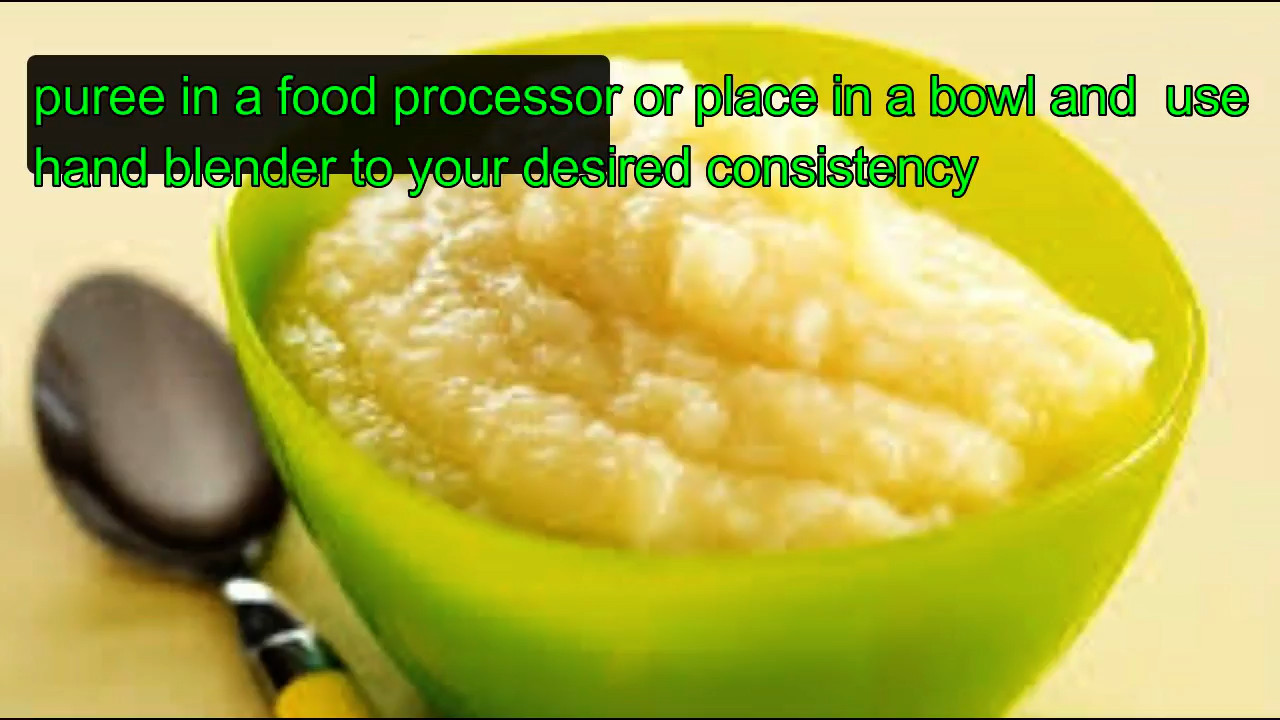 puree in a food processor or place in a bowl and  use
hand blender to your desired consistency